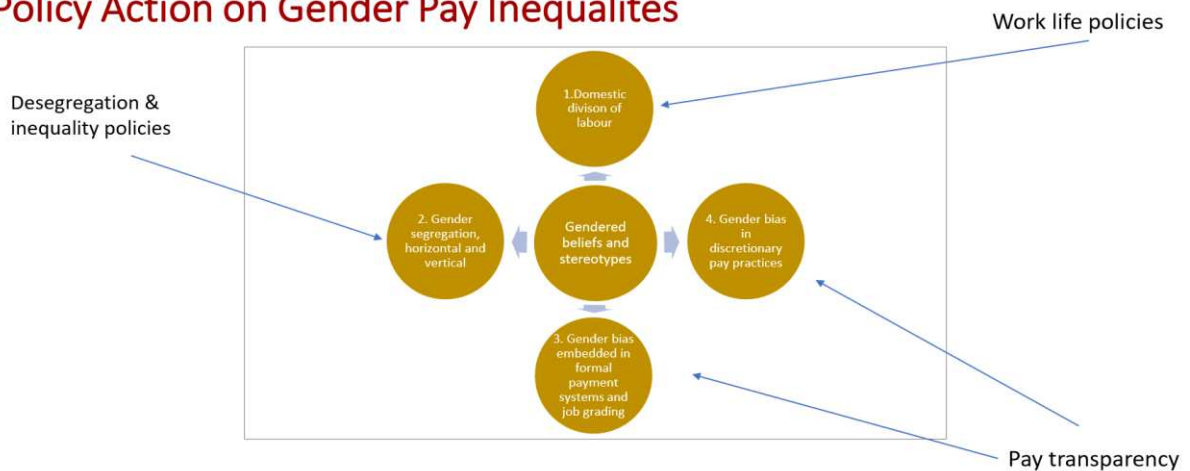 Policy Action on Gender Pay Inequalites
Work life policies
Desegregation &
inequality policies
1.Domestic
divison of
labour
2. Gender
segregation,
horizontal and
vertical
Gendered
beliefs and
stereotypes
4. Gender bias
in
discretionary
pay practices
3. Gender bias
embedded in
formal
payment
systems and
job grading
Pay transparency